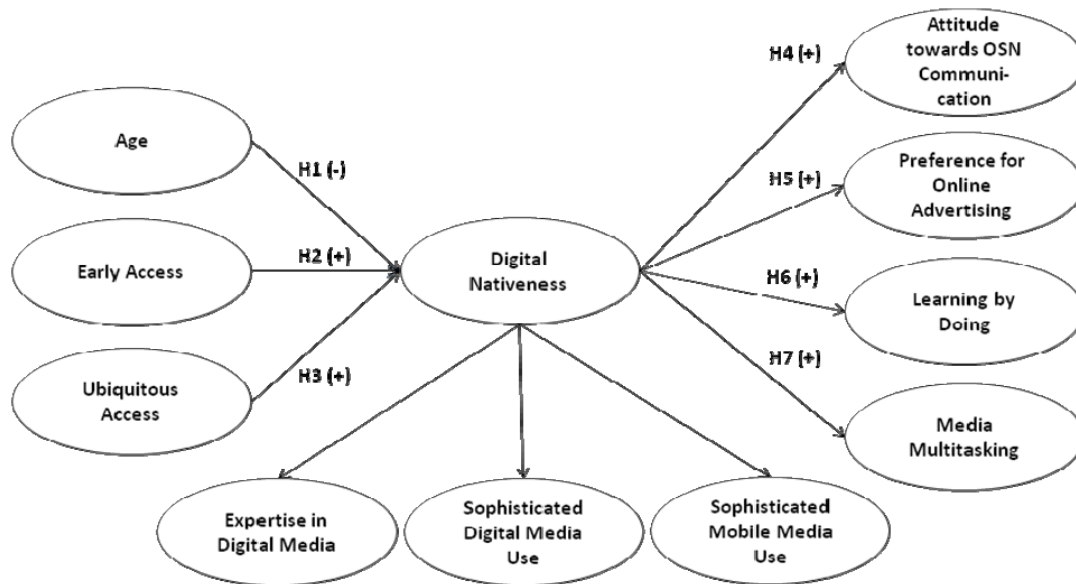 Attitude
towards OSN
Communi-
cation
H4 (+)
Age
H1 (-)
H5 (+)
Preference for
Online
Advertising
Early Access
H2 (+)
Digital
Nativeness
H6 (+)
Learning by
Doing
Ubiquitous
Access
H3 (+)
H7 (+)
Media
Multitasking
Expertise in
Digital Media
Sophisticated
Digital Media
Use
Sophisticated
Mobile Media
Use